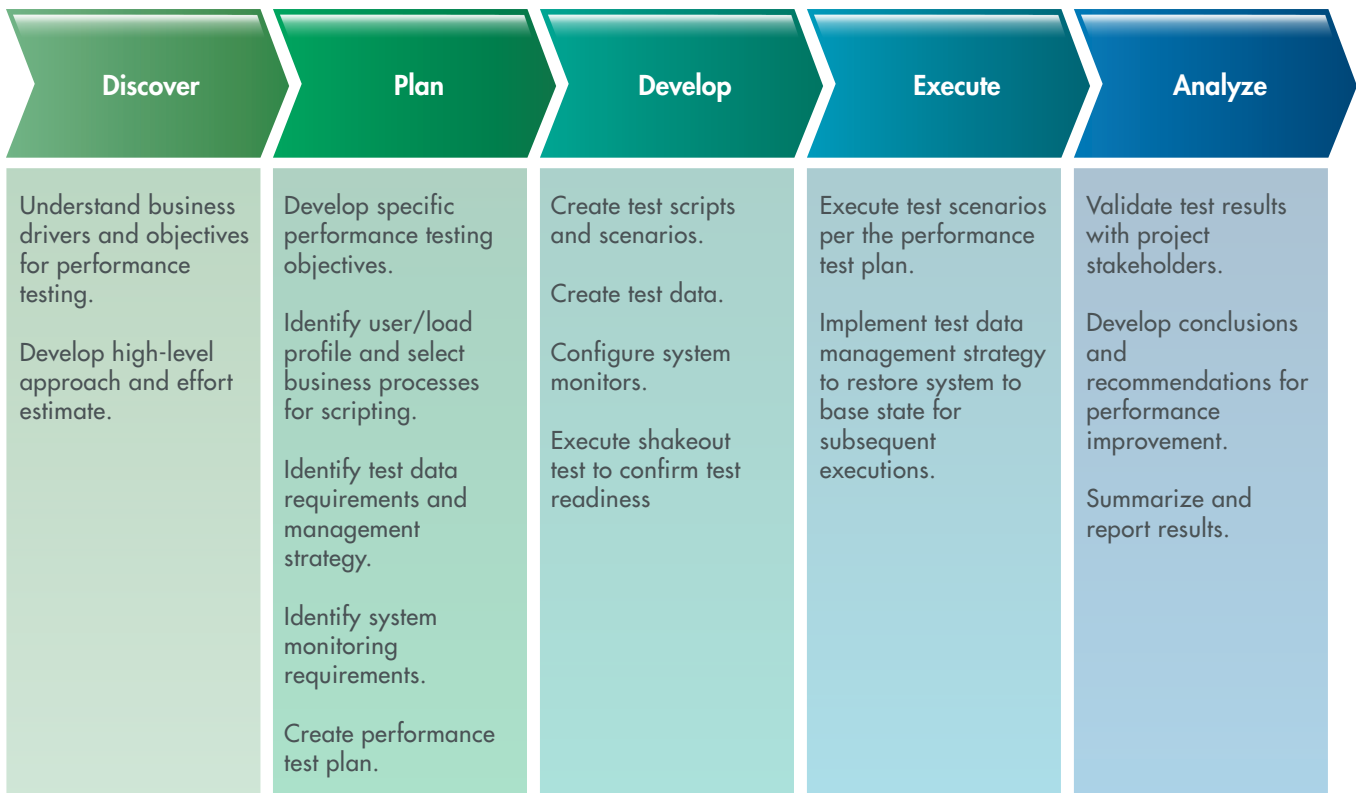 Discover
Plan
Develop
Execute
Analyze
Understand business
drivers and objectives
for performance
testing.
Develop high-level
approach and effort
estimate.
Develop specific
performance testing
objectives.
Identify user/load
profile and select
business processes
for scripting.
Identify test data
requirements and
management
strategy.
Identify system
monitoring
requirements.
Create performance
test plan.
Create test scripts
and scenarios.
Create test data.
Configure system
monitors.
Execute shakeout
test to confirm test
readiness
Execute test scenarios
per the performance
test plan.
Implement test data
management strategy
to restore system to
base state for
subsequent
executions.
Validate test results
with project
stakeholders.
Develop conclusions
and
recommendations for
performance
improvement.
Summarize and
report results.